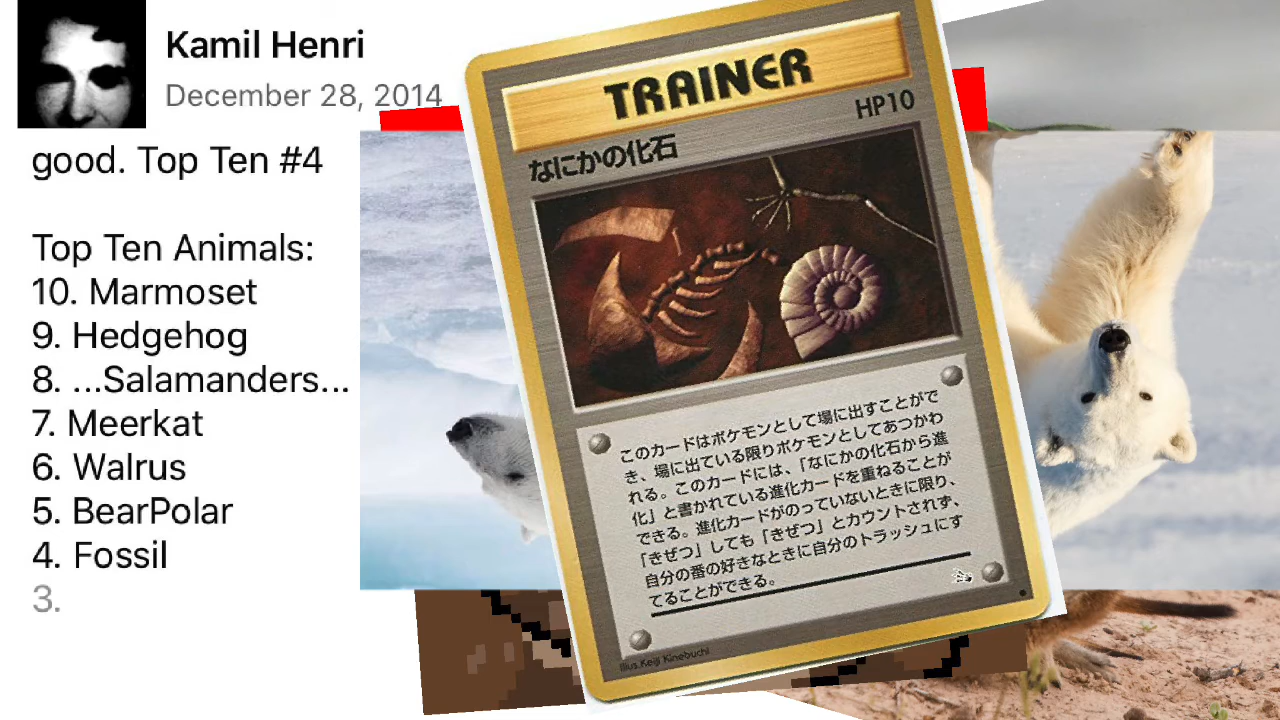 Kamil Henri
December 28, 2014
good. Top Ten #4
Top Ten Animals:
10. Marmoset
9. Hedgehog
8. ...Salamanders...
7. Meerkat
6. Walrus
5. BearPolar
4. Fossil
3.
TRAINER
HP10
なにかの化石
このカードはポケモンとして場に出すことがで
き、場に出ている限りポケモンとしてあつかわ
れる。このカードには、「なにかの化石から進
化」と書かれている進化カードを重ねることが
できる。進化カードがのっていないときに限り、
「きぜつ」しても「きぜつ」とカウントされず、
自分の番の好きなときに自分のトラッシュにす
てることができる。
Illus. Keiji Kinebuchi